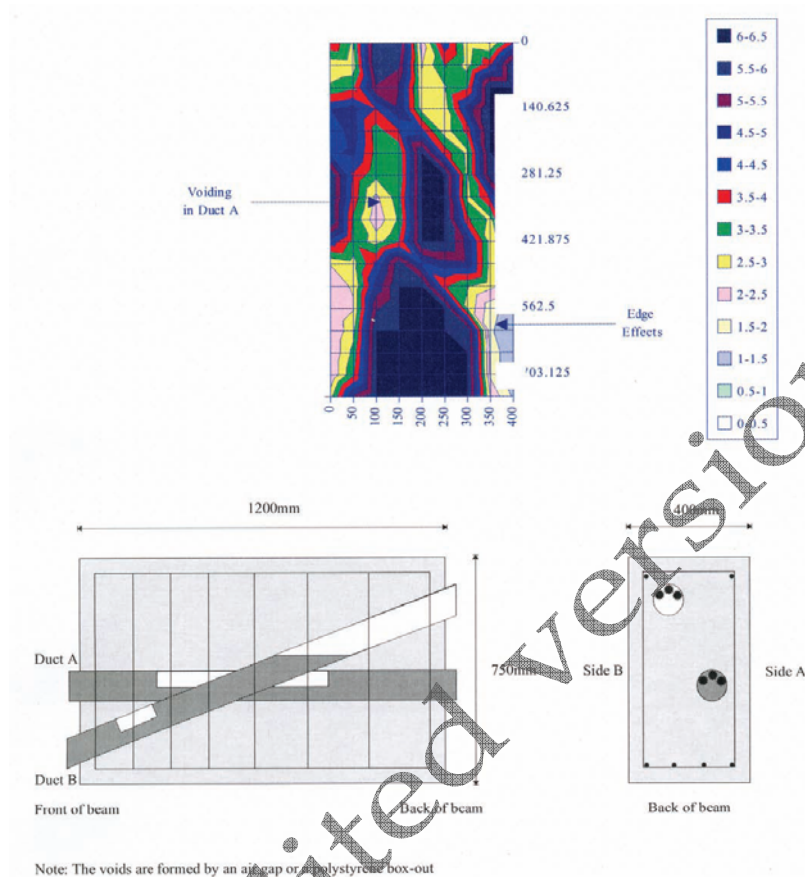 0
140.625
281.25
421.875
562.5
703.125
0
50
100
150
200
250
300
350
400
6-6.5
5.5-6
5-5.5
4.5-5
4-4.5
3.5-4
3-3.5
2.5-3
2-2.5
1.5-2
1-1.5
0.5-1
0-0.5
Voiding
in Duct A
Edge
Effects
1200mm
400mm
Duct A
750mm
Side B
Side A
Duct B
Front of beam
Back of beam
Back of beam
Note: The voids are formed by an air gap or a polystyrene box-out
version